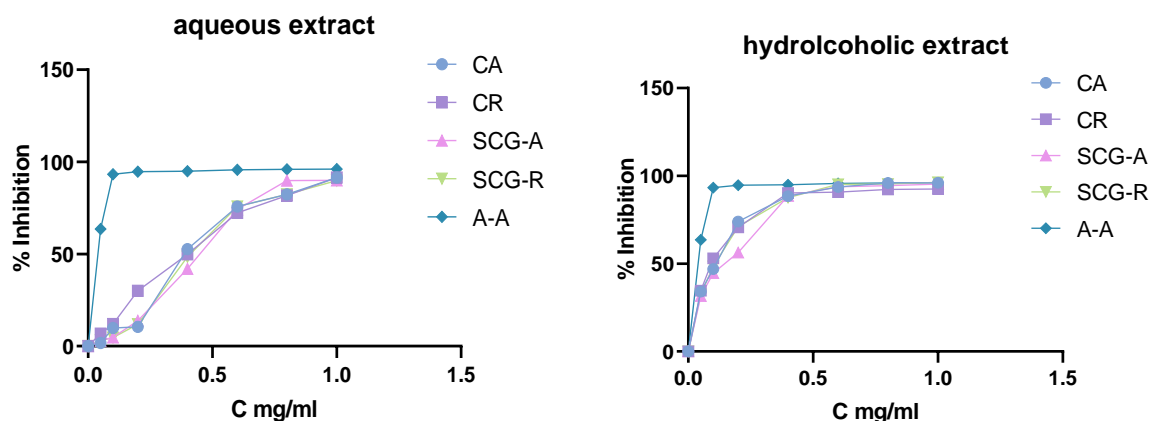 aqueous extract
150
100
50
0
% Inhibition
0.0
0.5
1.0
1.5
C mg/ml
CA
CR
SCG-A
SCG-R
A-A
hydrolcoholic extract
150
100
50
0
% Inhibition
0.0
0.5
1.0
1.5
C mg/ml
CA
CR
SCG-A
SCG-R
A-A